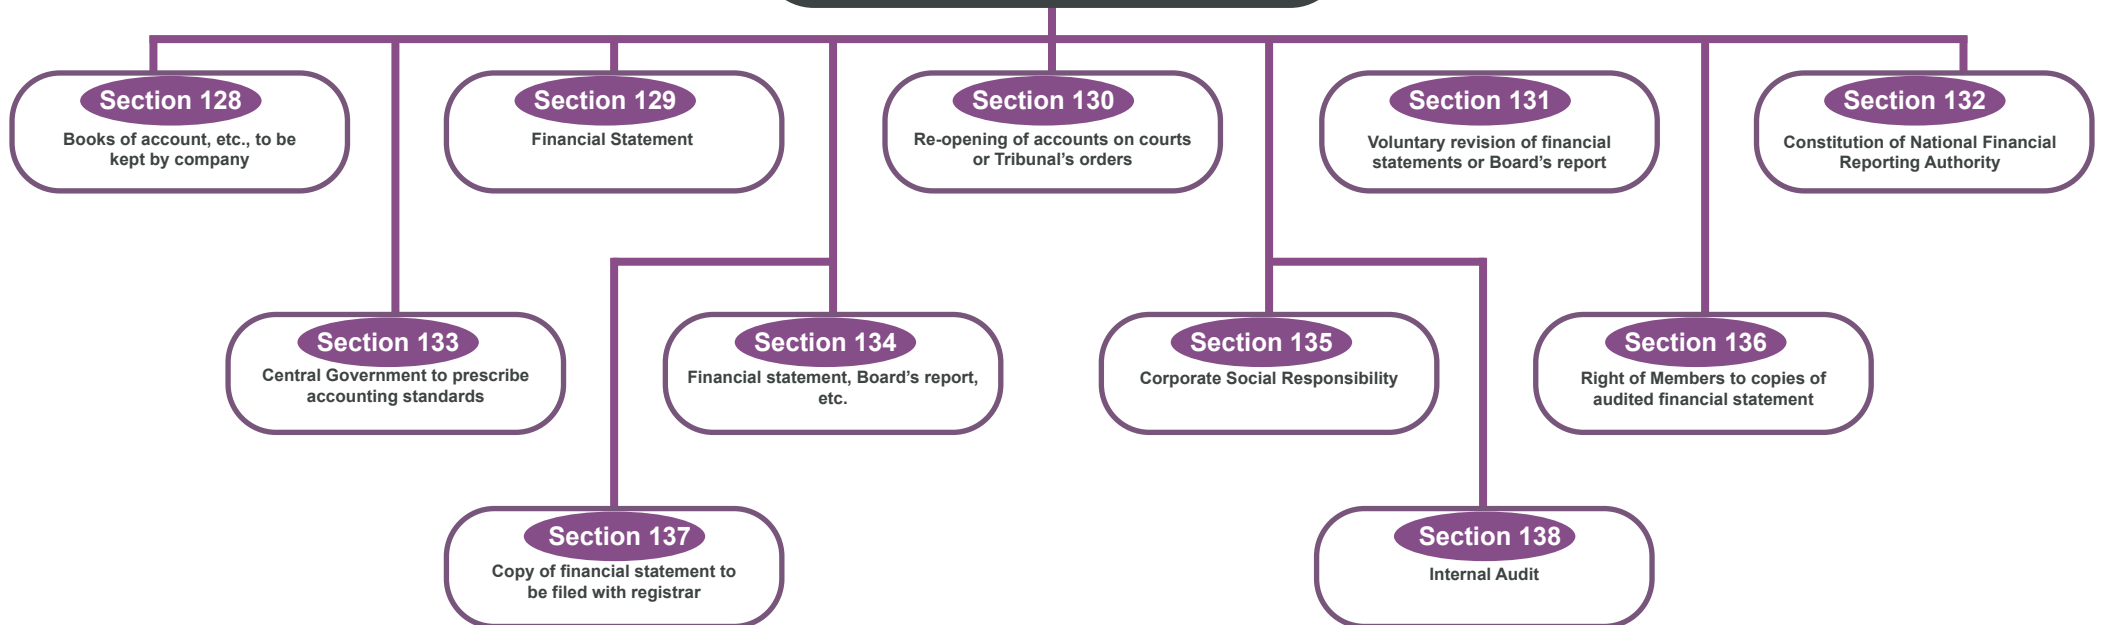 Section 128
Books of account, etc., to be
kept by company
Section 129
Financial Statement
Section 130
Re-opening of accounts on courts
or Tribunal’s orders
Section 131
Voluntary revision of financial
statements or Board’s report
Section 132
Constitution of National Financial
Reporting Authority
Section 133
Central Government to prescribe
accounting standards
Section 134
Financial statement, Board’s report,
etc.
Section 135
Corporate Social Responsibility
Section 136
Right of Members to copies of
audited financial statement
Section 137
Copy of financial statement to
be filed with registrar
Section 138
Internal Audit